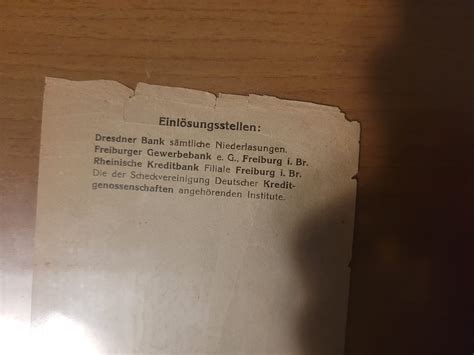 Einlösungsstellen:
Dresdner Bank sämtliche Niederlasungen.
Freiburger Gewerbebank e. G., Freiburg i. Br.
Rheinische Kreditbank Filiale Freiburg i. Br.
Die der Scheckvereinigung Deutscher Kredit-
genossenschaften angehörenden Institute.